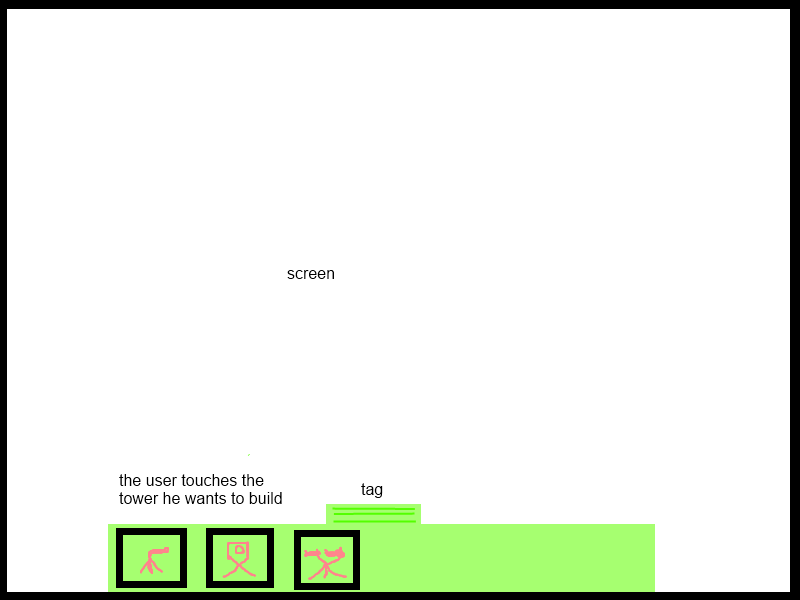 screen
the user touches the
tower he wants to build
tag